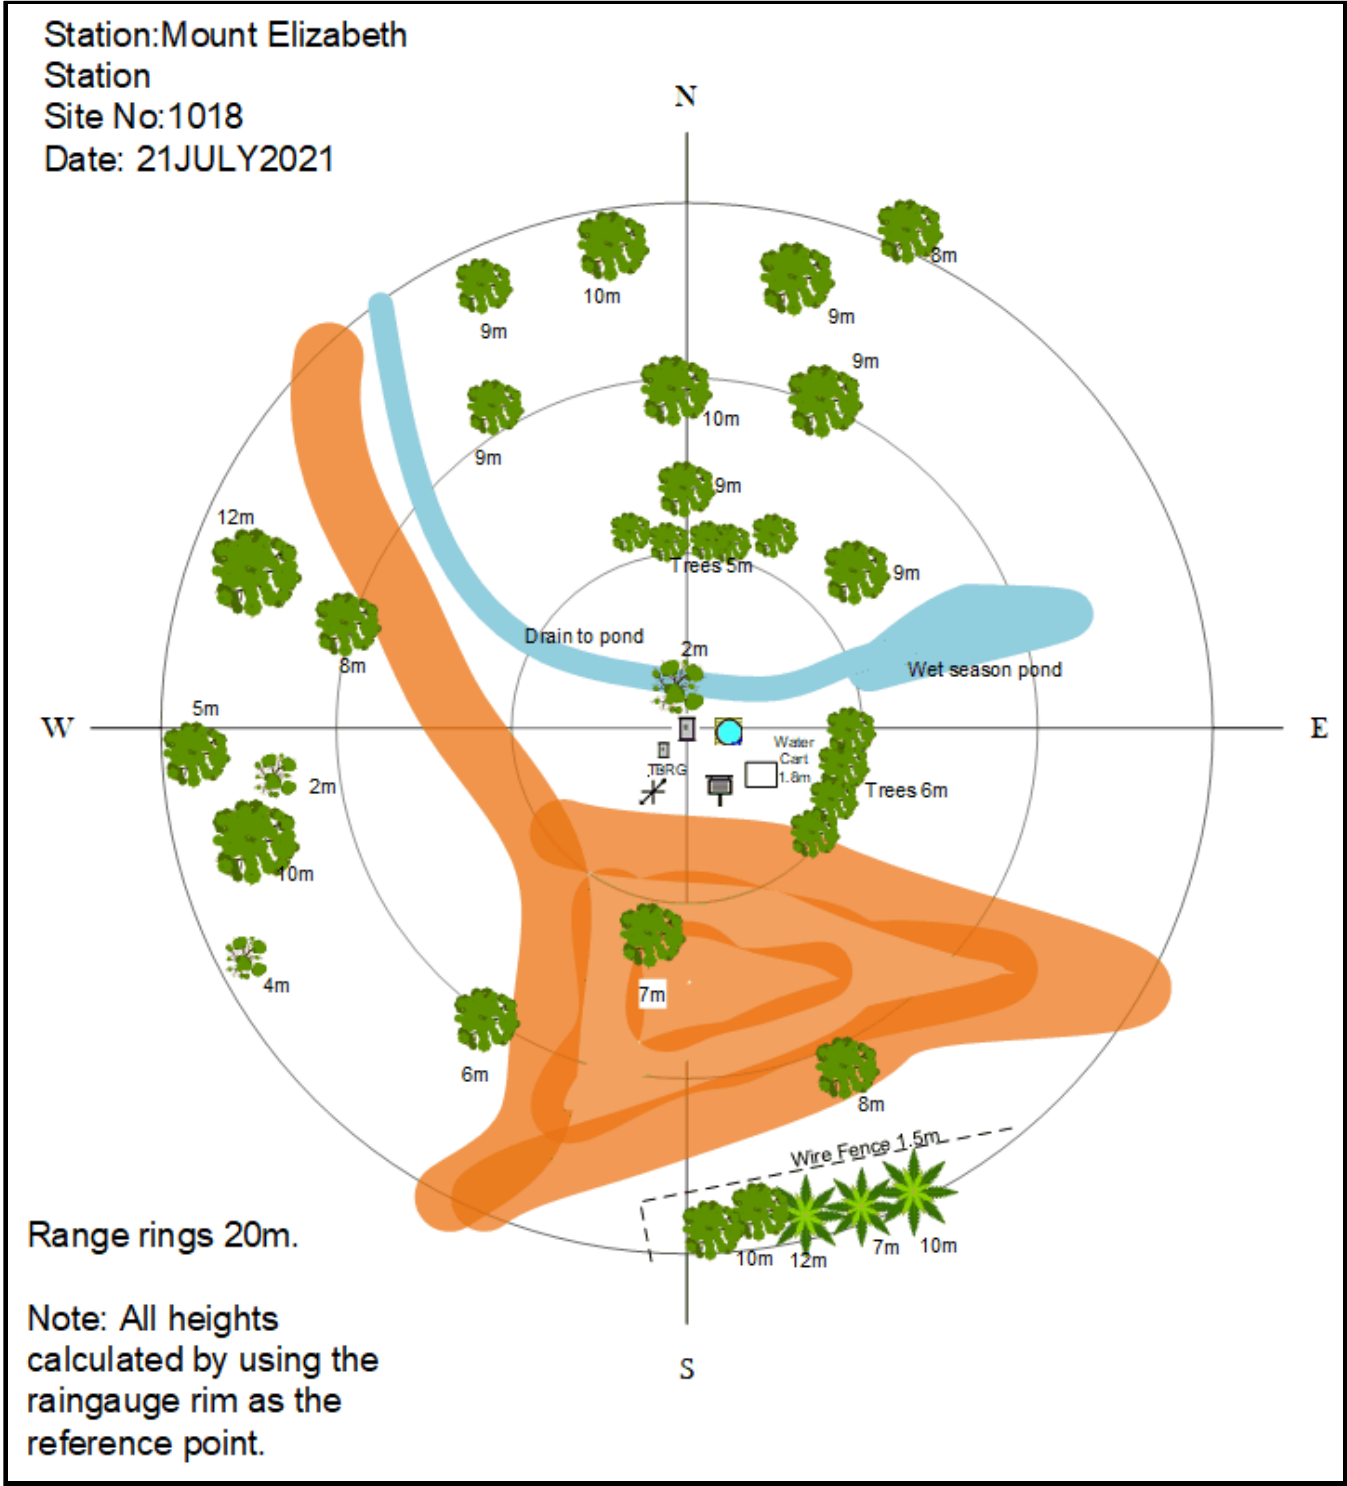 Station:Mount Elizabeth
Station
Site No:1018
Date: 21JULY2021
N
8m
10m
9m
9m
9m
10m
9m
9m
9m
12m
Trees 5m
9m
Drain to pond
2m
8m
Wet season pond
5m
W
E
Water
Cart
1.8m
TBRG
2m
Trees 6m
10m
4m
7m
6m
8m
Wire Fence 1.5m
10m
12m
7m
10m
Range rings 20m.
Note: All heights
calculated by using the
raingauge rim as the
reference point.
S